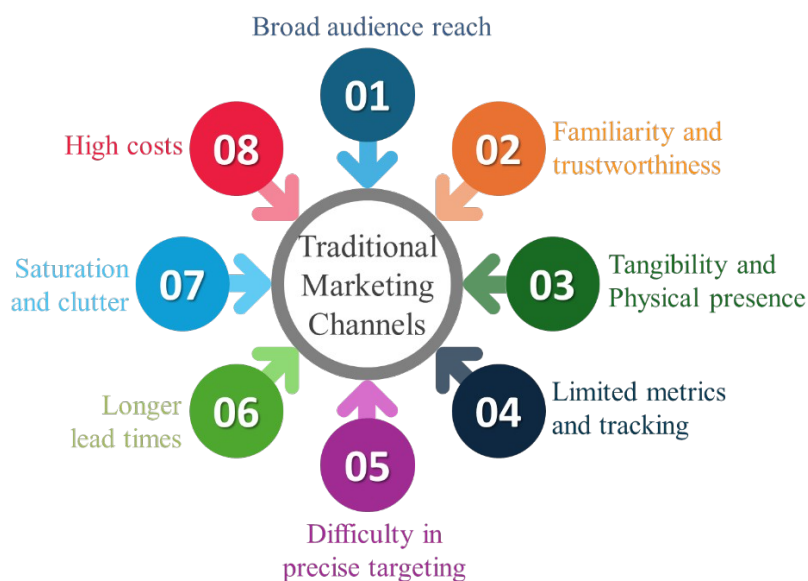 Broad audience reach
01
02
Familiarity and
trustworthiness
03
Tangibility and
Physical presence
04
Limited metrics
and tracking
05
Difficulty in
precise targeting
06
Longer
lead times
07
Saturation
and clutter
08
High costs
Traditional
Marketing
Channels